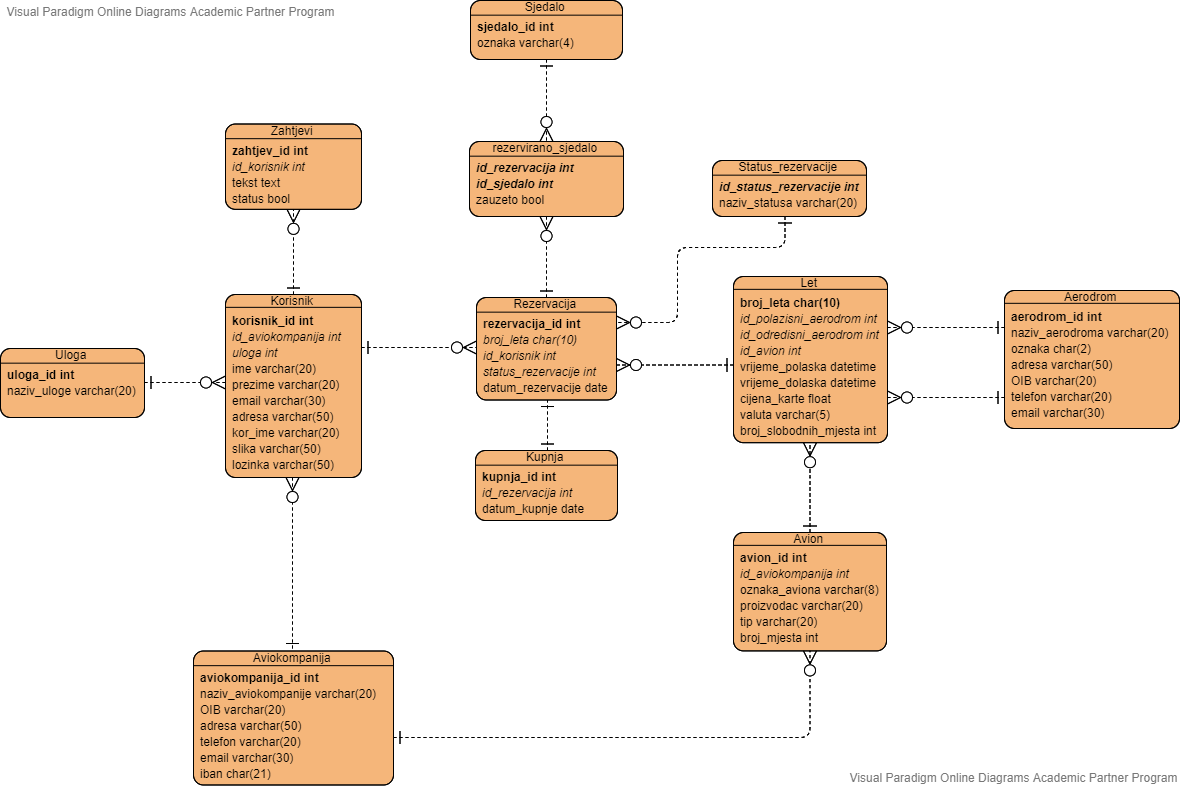 Visual Paradigm Online Diagrams Academic Partner Program
Sjedalo
sjedalo_id int
oznaka varchar(4)
Zahtjevi
zahtjev_id int
id_korisnik int
tekst text
status bool
rezervirano_sjedalo
id_rezervacija int
id_sjedalo int
zauzeto bool
Status_rezervacije
id_status_rezervacije int
naziv_statusa varchar(20)
Uloga
uloga_id int
naziv_uloge varchar(20)
Korisnik
korisnik_id int
id_aviokompanija int
uloga int
ime varchar(20)
prezime varchar(20)
email varchar(30)
adresa varchar(50)
kor_ime varchar(20)
slika varchar(50)
lozinka varchar(50)
Rezervacija
rezervacija_id int
broj_leta char(10)
id_korisnik int
status_rezervacije int
datum_rezervacije date
Let
broj_leta char(10)
id_polazisni_aerodrom int
id_odredisni_aerodrom int
id_avion int
vrijeme_polaska datetime
vrijeme_dolaska datetime
cijena_karte float
valuta varchar(5)
broj_slobodnih_mjesta int
Aerodrom
aerodrom_id int
naziv_aerodroma varchar(20)
oznaka char(2)
adresa varchar(50)
OIB varchar(20)
telefon varchar(20)
email varchar(30)
Kupnja
kupnja_id int
id_rezervacija int
datum_kupnje date
Avion
avion_id int
id_aviokompanija int
oznaka_aviona varchar(8)
proizvodac varchar(20)
tip varchar(20)
broj_mjesta int
Aviokompanija
aviokompanija_id int
naziv_aviokompanije varchar(20)
OIB varchar(20)
adresa varchar(50)
telefon varchar(20)
email varchar(30)
iban char(21)
Visual Paradigm Online Diagrams Academic Partner Program